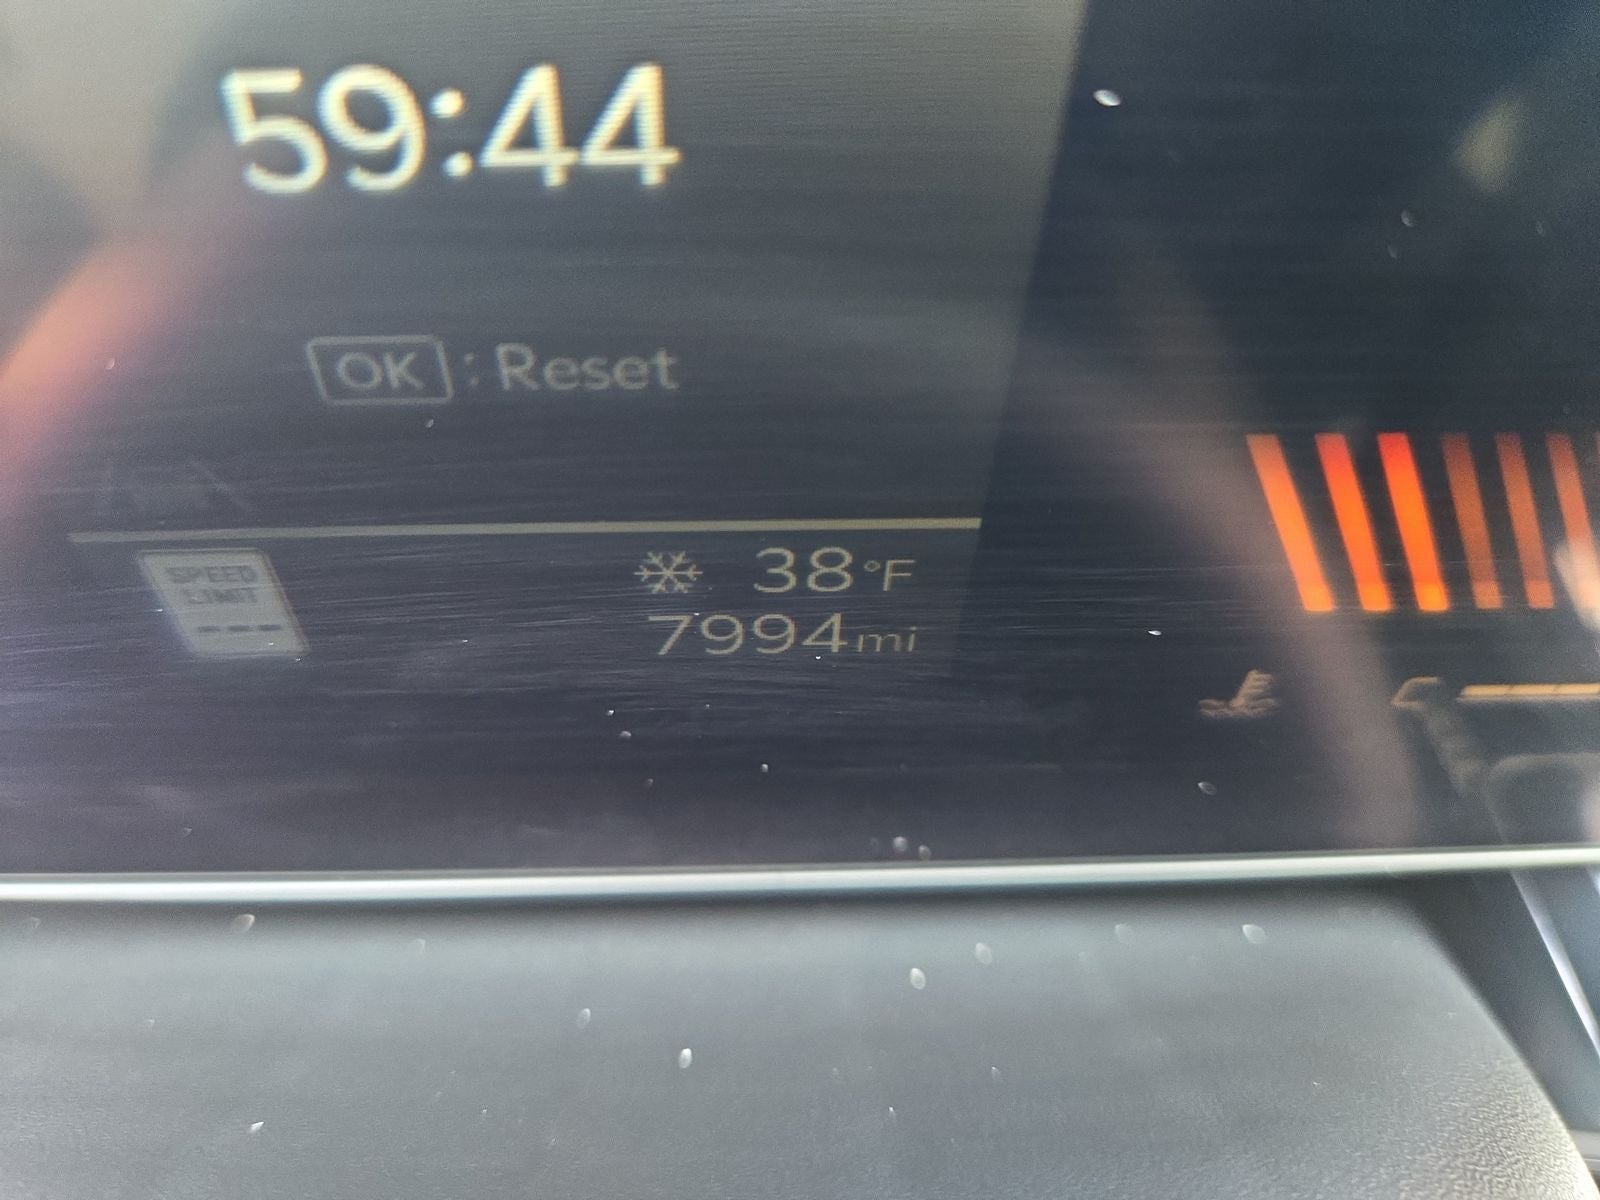 59:44
OK : Reset
SPEED
LIMIT
---
38°F
7994mi
C